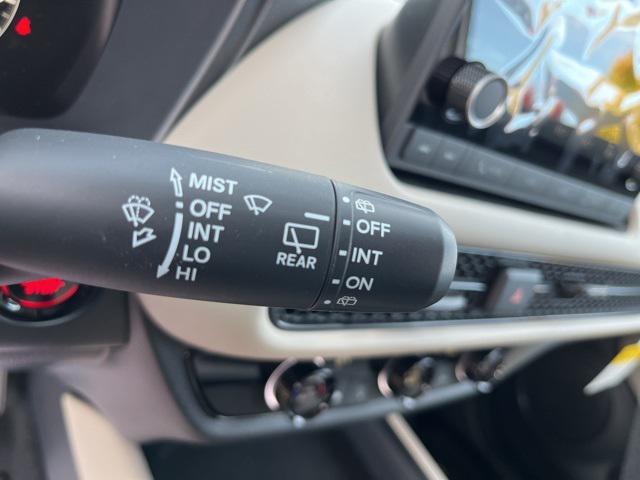 MIST
OFF
INT
LO
HI
REAR
OFF
INT
ON